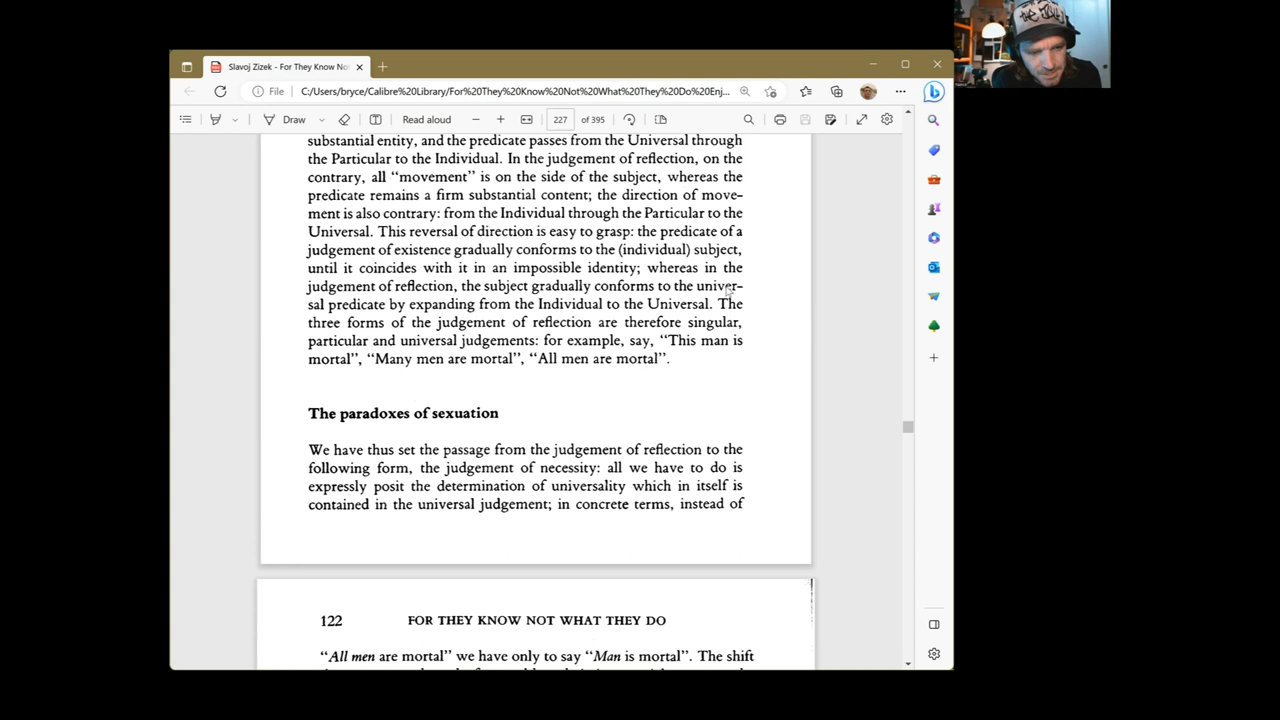 Slavoj Zizek - For They Know No
File
C:/Users/bryce/Calibre%20Library/For%20They%20Know%20Not%20What%20They%20Do%20Enj...
Draw
Read aloud
227
of 395
substantial entity, and the predicate passes from the Universal through
the Particular to the Individual. In the judgement of reflection, on the
contrary, all “movement” is on the side of the subject, whereas the
predicate remains a firm substantial content; the direction of move-
ment is also contrary: from the Individual through the Particular to the
Universal. This reversal of direction is easy to grasp: the predicate of a
judgement of existence gradually conforms to the (individual) subject,
until it coincides with it in an impossible identity; whereas in the
judgement of reflection, the subject gradually conforms to the univer-
sal predicate by expanding from the Individual to the Universal. The
three forms of the judgement of reflection are therefore singular,
particular and universal judgements: for example, say, “This man is
mortal”, “Many men are mortal”, “All men are mortal”.
The paradoxes of sexuation
We have thus set the passage from the judgement of reflection to the
following form, the judgement of necessity: all we have to do is
expressly posit the determination of universality which in itself is
contained in the universal judgement; in concrete terms, instead of
122 FOR THEY KNOW NOT WHAT THEY DO
“All men are mortal” we have only to say “Man is mortal”. The shift